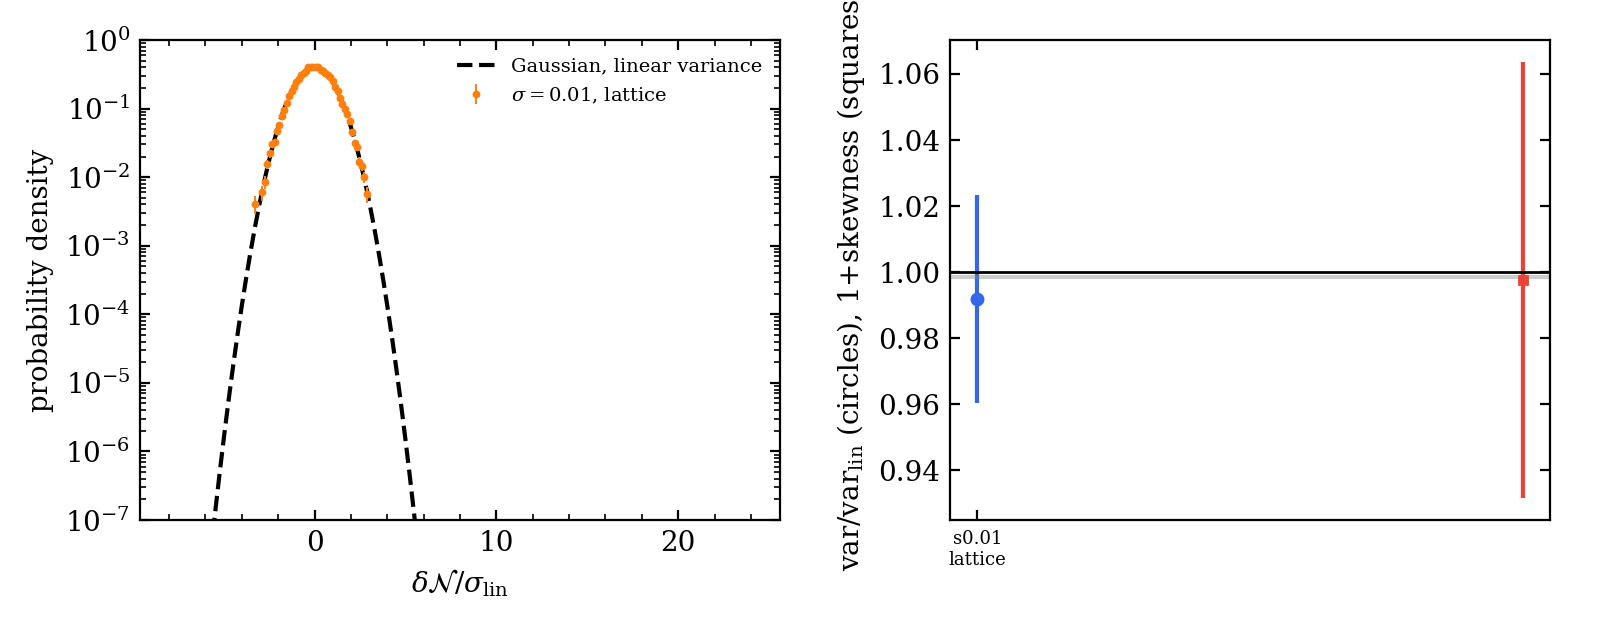 10⁰
10⁻¹
10⁻²
10⁻³
10⁻⁴
10⁻⁵
10⁻⁶
10⁻⁷
probability density
Gaussian, linear variance
σ = 0.01, lattice
0 10 20
δ𝒩/σ_lin
var/var_lin (circles), 1+skewness (squares
1.06
1.04
1.02
1.00
0.98
0.96
0.94
s0.01
lattice